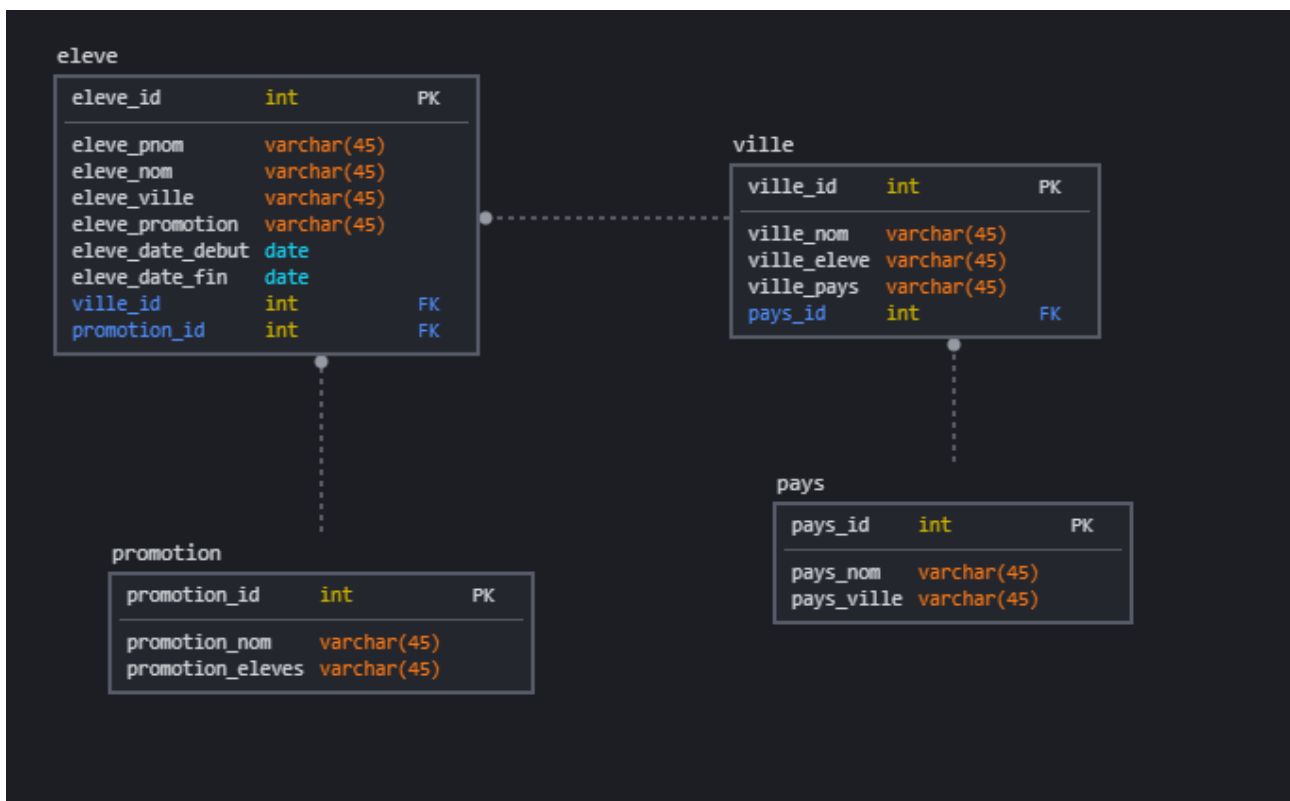 eleve
eleve_id int PK
eleve_pnom varchar(45)
eleve_nom varchar(45)
eleve_ville varchar(45)
eleve_promotion varchar(45)
eleve_date_debut date
eleve_date_fin date
ville_id int FK
promotion_id int FK
ville
ville_id int PK
ville_nom varchar(45)
ville_eleve varchar(45)
ville_pays varchar(45)
pays_id int FK
pays
pays_id int PK
pays_nom varchar(45)
pays_ville varchar(45)
promotion
promotion_id int PK
promotion_nom varchar(45)
promotion_eleves varchar(45)